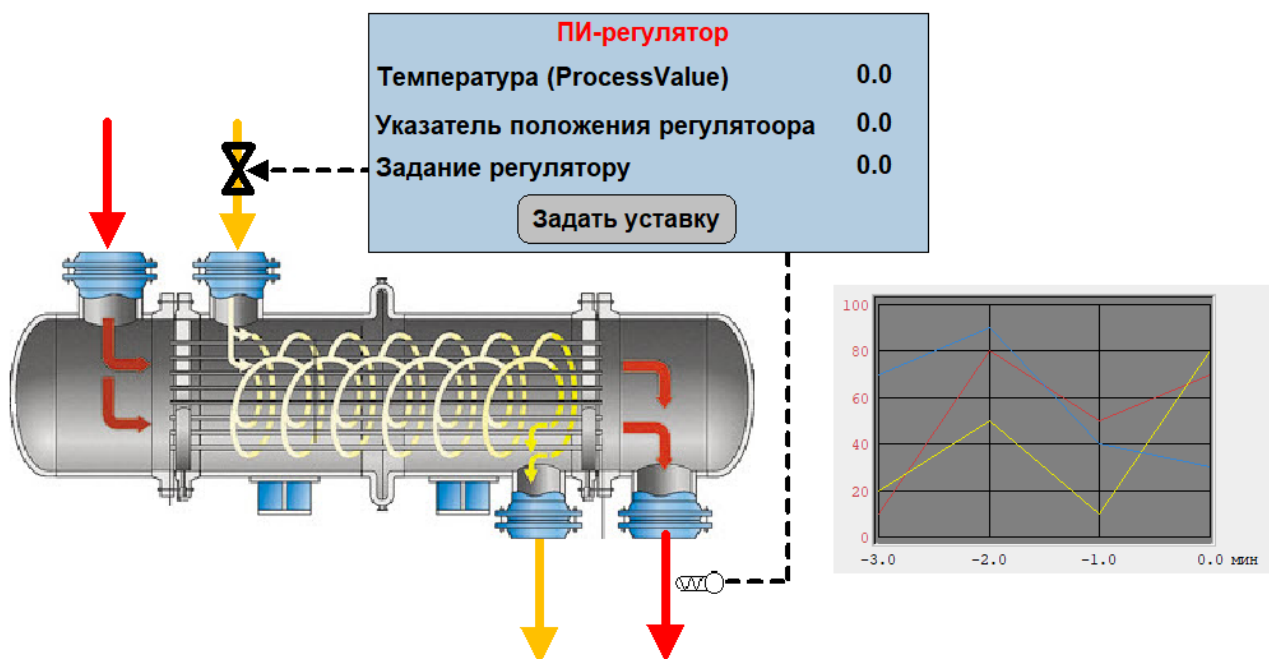 ПИ-регулятор
Температура (ProcessValue) 0.0
Указатель положения регулятоора 0.0
Задание регулятору 0.0
Задать уставку
100
80
60
40
20
0
-3.0 -2.0 -1.0 0.0 мин